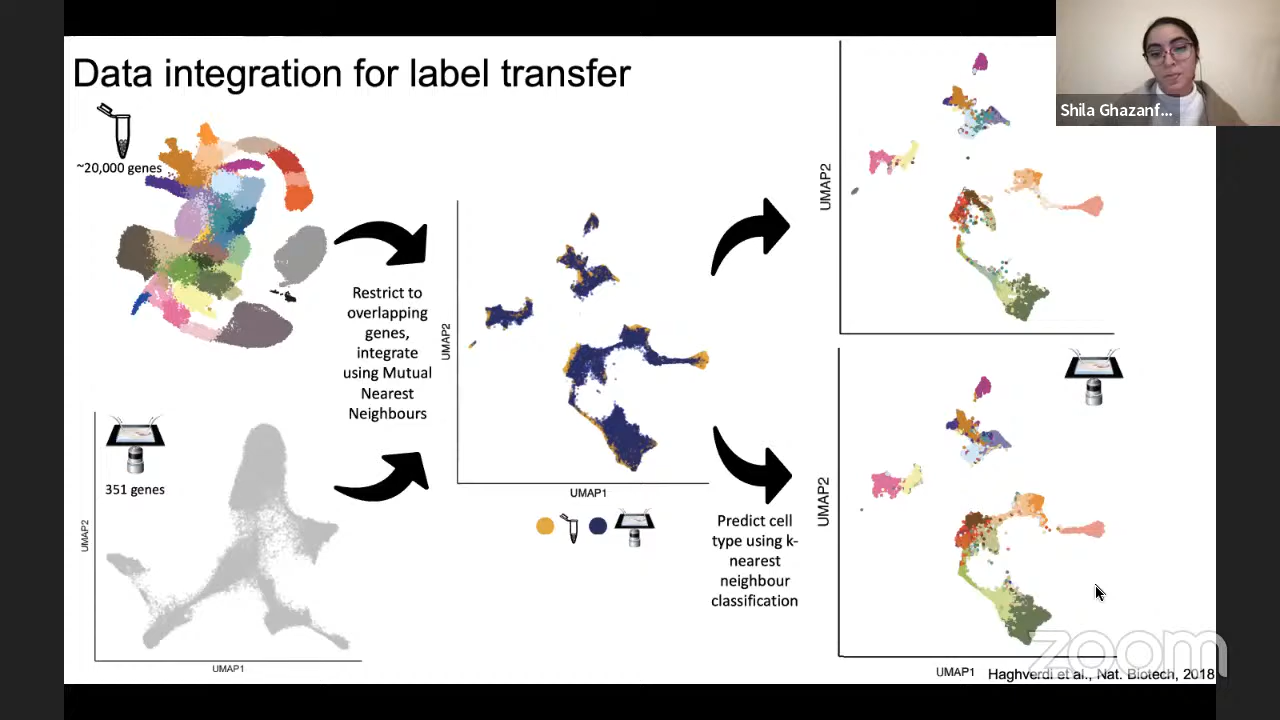 Data integration for label transfer
Shila Ghazanf...
~20,000 genes
Restrict to
overlapping
genes,
integrate
using Mutual
Nearest
Neighbours
351 genes
UMAP2
UMAP1
UMAP2
UMAP1
UMAP2
Predict cell
type using k-
nearest
neighbour
classification
UMAP2
UMAP1
Haghverdi et al., Nat. Biotech, 2018
zoom